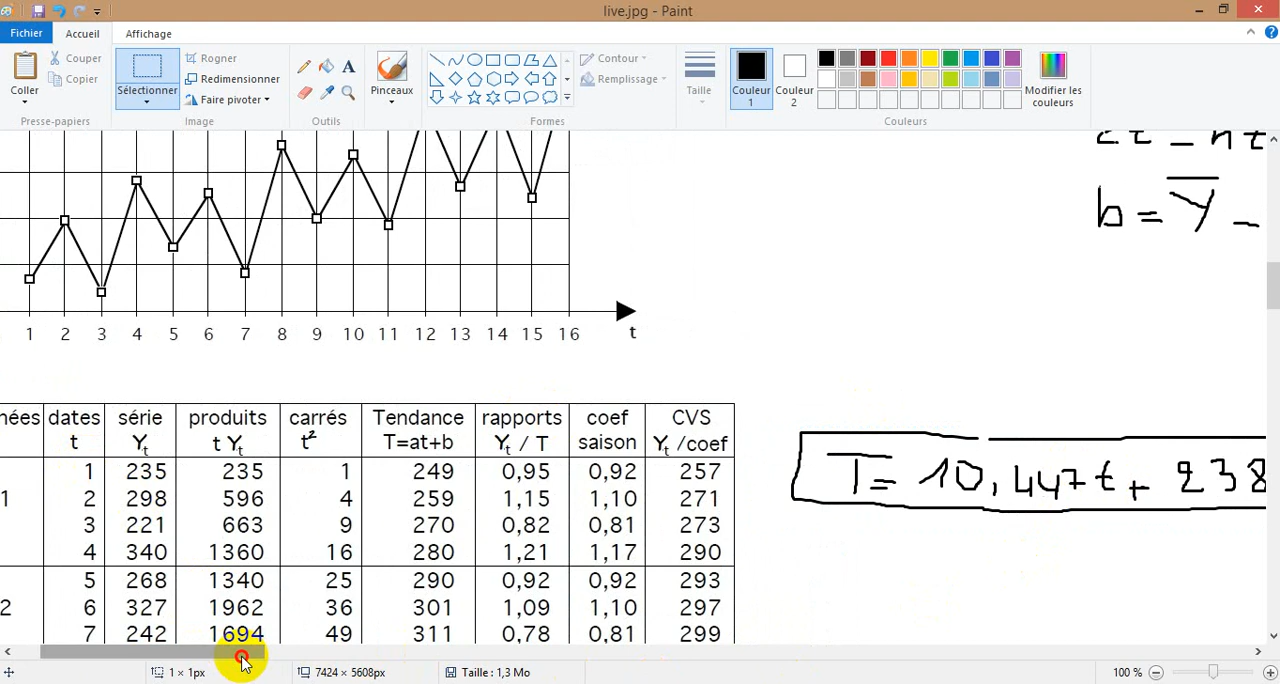 live.jpg - Paint
Fichier Accueil Affichage
Coller
Couper
Copier
Presse-papiers
Sélectionner
Rogner
Redimensionner
Faire pivoter
Image
A
Outils
Pinceaux
Contour
Remplissage
Formes
Taille
Couleur 1
Couleur 2
Modifier les couleurs
Couleurs
b = Y -
1 2 3 4 5 6 7 8 9 10 11 12 13 14 15 16
t
nées dates t série Yt produits t Yt carrés t² Tendance T=at+b rapports Yt / T coef saison CVS Yt /coef
1 235 235 1 249 0,95 0,92 257
1 2 298 596 4 259 1,15 1,10 271
3 221 663 9 270 0,82 0,81 273
4 340 1360 16 280 1,21 1,17 290
5 268 1340 25 290 0,92 0,92 293
2 6 327 1962 36 301 1,09 1,10 297
7 242 1694 49 311 0,78 0,81 299
T = 10,447t + 238
1 × 1px
7424 × 5608px
Taille : 1,3 Mo
100 %